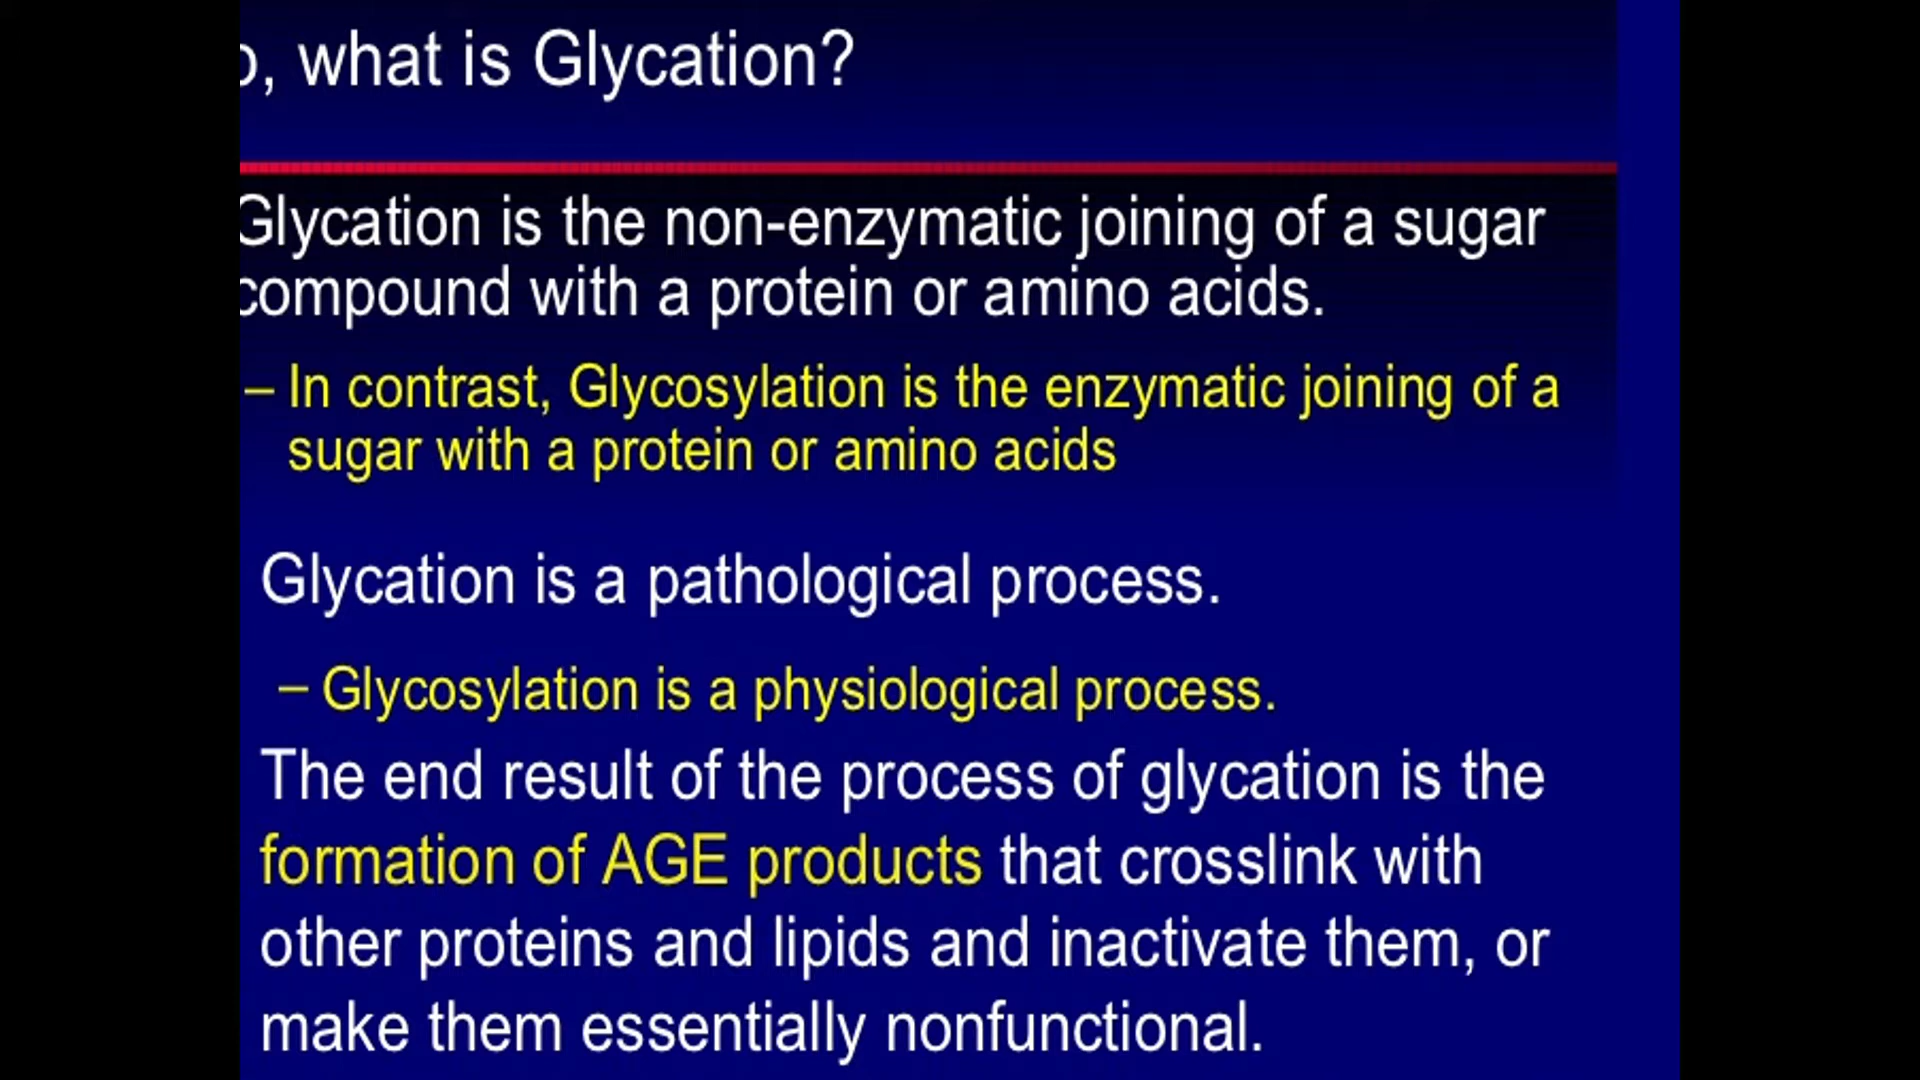 o, what is Glycation?
Glycation is the non-enzymatic joining of a sugar
compound with a protein or amino acids.
– In contrast, Glycosylation is the enzymatic joining of a
sugar with a protein or amino acids
Glycation is a pathological process.
– Glycosylation is a physiological process.
The end result of the process of glycation is the
formation of AGE products that crosslink with
other proteins and lipids and inactivate them, or
make them essentially nonfunctional.